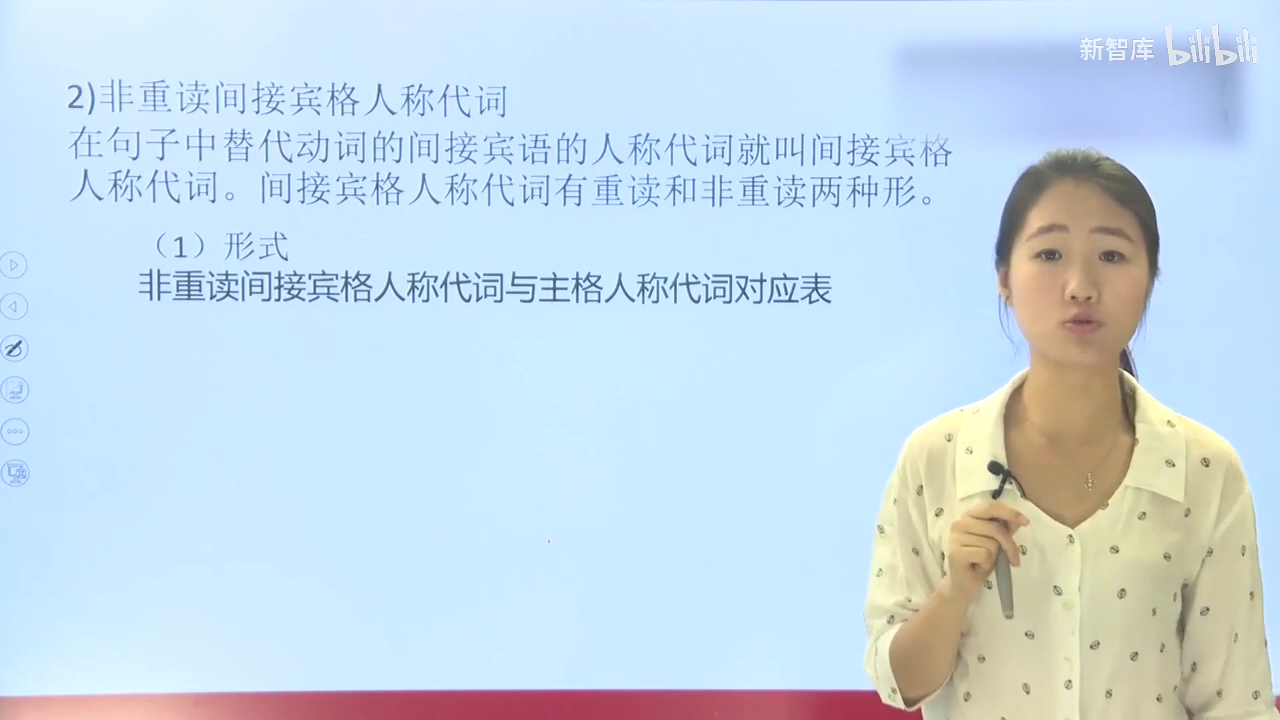 新智库 bilibili
2)非重读间接宾格人称代词
在句子中替代动词的间接宾语的人称代词就叫间接宾格
人称代词。间接宾格人称代词有重读和非重读两种形。
（1）形式
非重读间接宾格人称代词与主格人称代词对应表